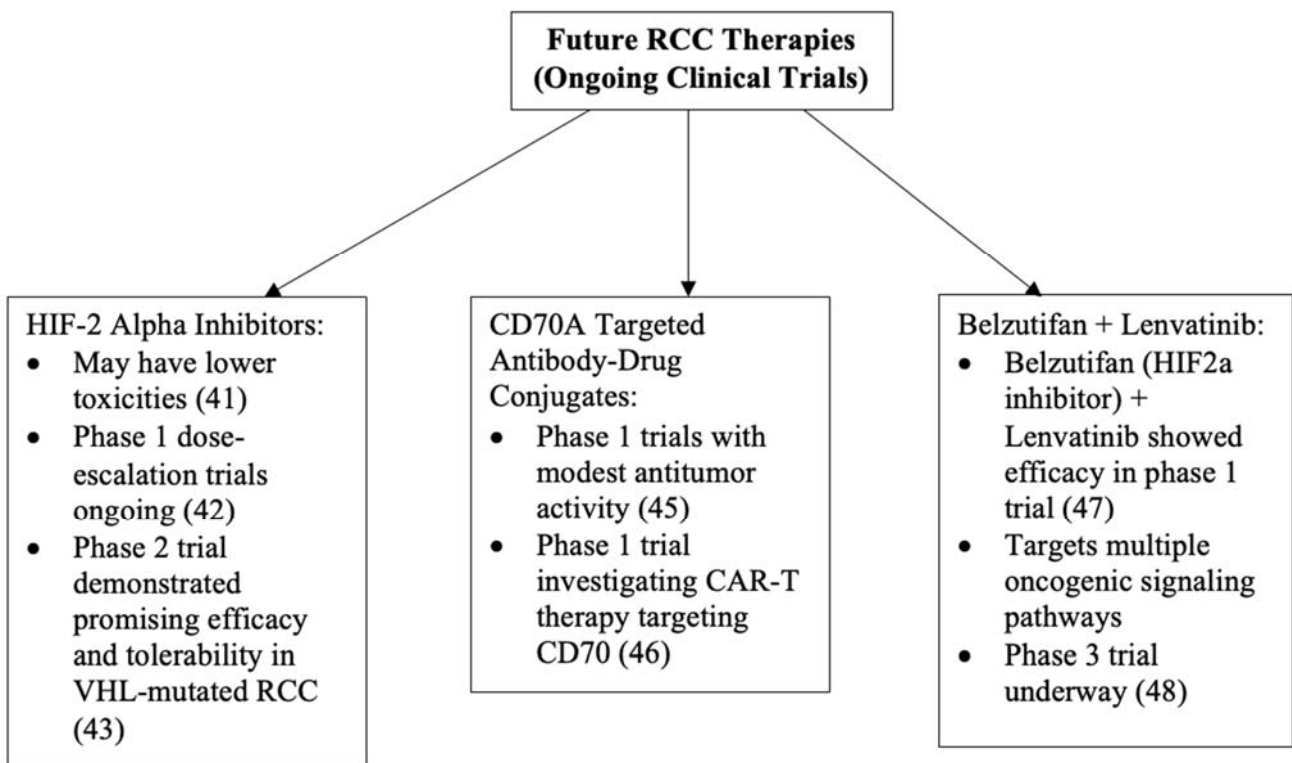 Future RCC Therapies
(Ongoing Clinical Trials)
HIF-2 Alpha Inhibitors:
• May have lower
toxicities (41)
• Phase 1 dose-
escalation trials
ongoing (42)
• Phase 2 trial
demonstrated
promising efficacy
and tolerability in
VHL-mutated RCC
(43)
CD70A Targeted
Antibody-Drug
Conjugates:
• Phase 1 trials with
modest antitumor
activity (45)
• Phase 1 trial
investigating CAR-T
therapy targeting
CD70 (46)
Belzutifan + Lenvatinib:
• Belzutifan (HIF2a
inhibitor) +
Lenvatinib showed
efficacy in phase 1
trial (47)
• Targets multiple
oncogenic signaling
pathways
• Phase 3 trial
underway (48)